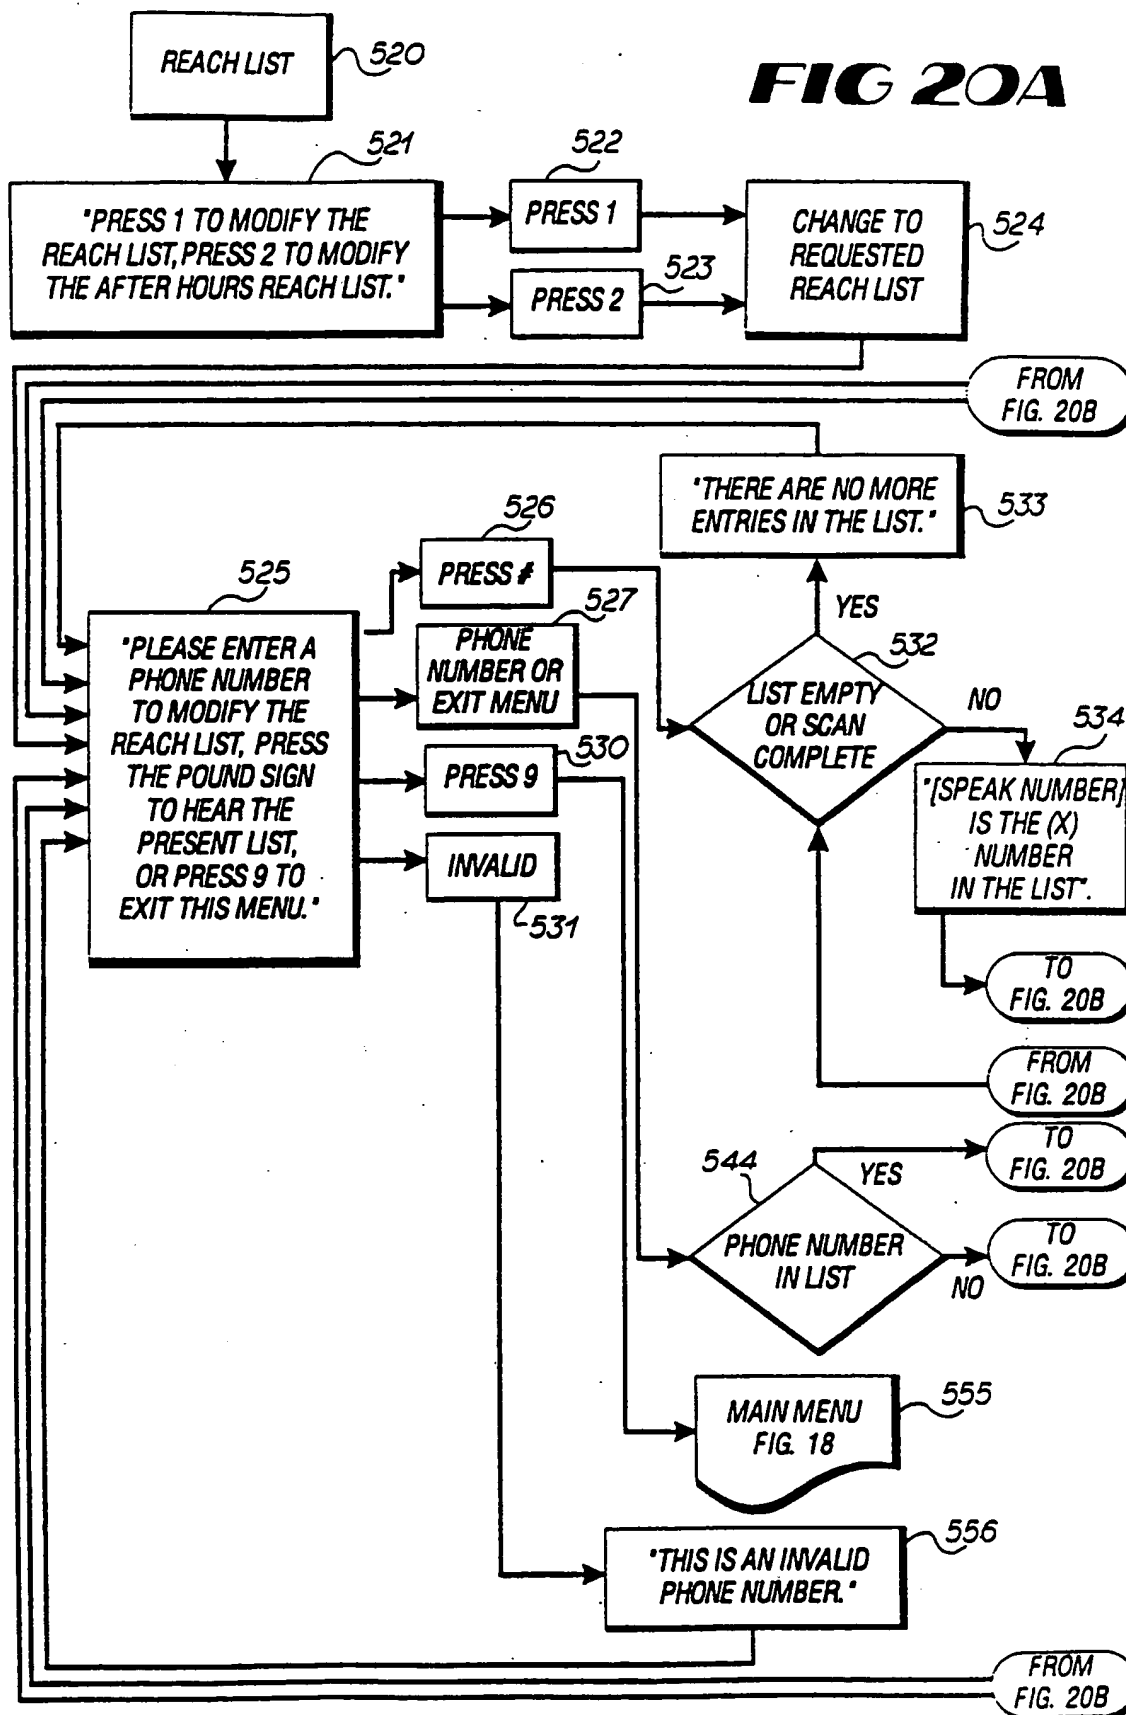 FIG 20A
REACH LIST
520
521
"PRESS 1 TO MODIFY THE
REACH LIST, PRESS 2 TO MODIFY
THE AFTER HOURS REACH LIST."
522
PRESS 1
523
PRESS 2
CHANGE TO
REQUESTED
REACH LIST
524
FROM
FIG. 20B
"THERE ARE NO MORE
ENTRIES IN THE LIST."
533
525
"PLEASE ENTER A
PHONE NUMBER
TO MODIFY THE
REACH LIST, PRESS
THE POUND SIGN
TO HEAR THE
PRESENT LIST,
OR PRESS 9 TO
EXIT THIS MENU."
526
PRESS #
527
PHONE
NUMBER OR
EXIT MENU
530
PRESS 9
INVALID
531
YES
532
LIST EMPTY
OR SCAN
COMPLETE
NO
534
"[SPEAK NUMBER]
IS THE (X)
NUMBER
IN THE LIST".
TO
FIG. 20B
FROM
FIG. 20B
544
YES
TO
FIG. 20B
PHONE NUMBER
IN LIST
NO
TO
FIG. 20B
MAIN MENU
FIG. 18
555
"THIS IS AN INVALID
PHONE NUMBER."
556
FROM
FIG. 20B